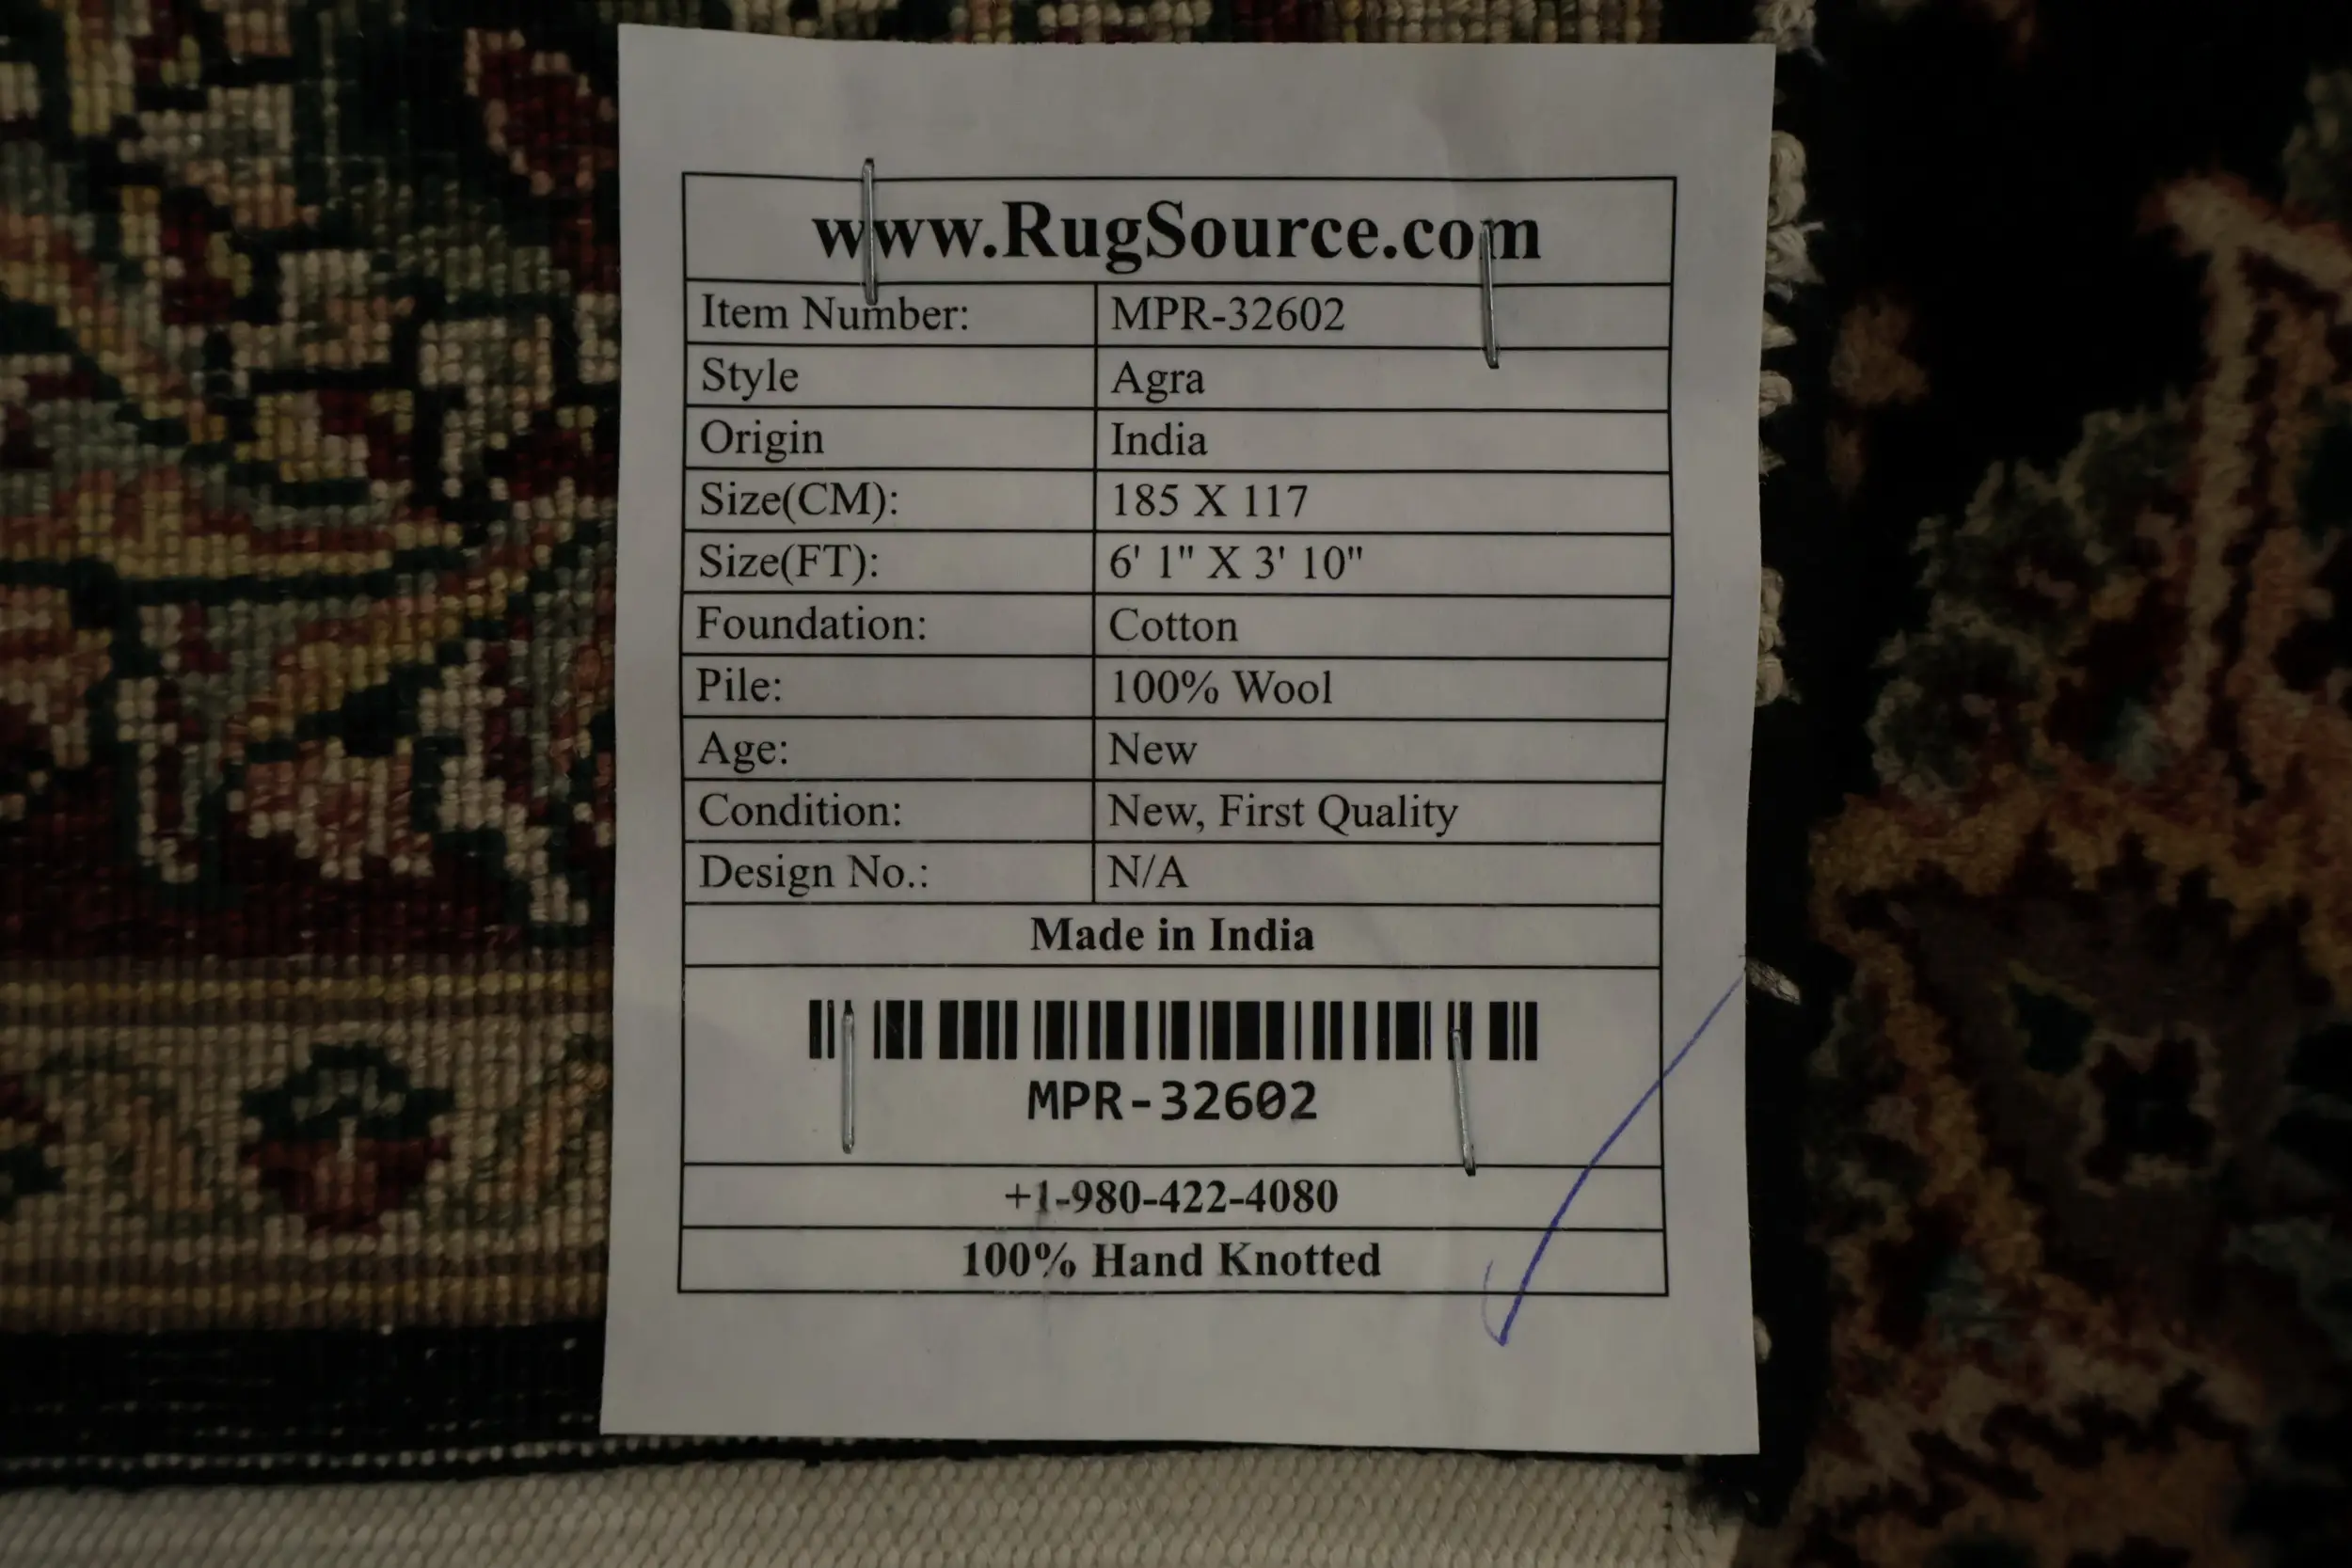 www.RugSource.com
Item Number: MPR-32602
Style Agra
Origin India
Size(CM): 185 X 117
Size(FT): 6' 1" X 3' 10"
Foundation: Cotton
Pile: 100% Wool
Age: New
Condition: New, First Quality
Design No.: N/A
Made in India
MPR-32602
+1-980-422-4080
100% Hand Knotted